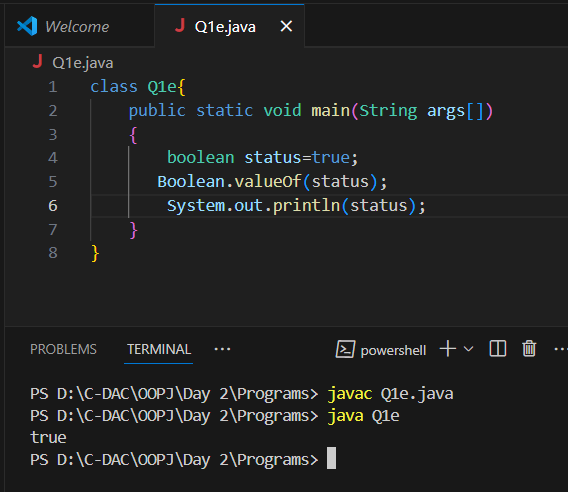 Welcome
J Q1e.java ×
J Q1e.java
1 class Q1e{
2 public static void main(String args[])
3 {
4 boolean status=true;
5 Boolean.valueOf(status);
6 System.out.println(status);
7 }
8 }
PROBLEMS TERMINAL ··· powershell + ···
PS D:\C-DAC\OOPJ\Day 2\Programs> javac Q1e.java
PS D:\C-DAC\OOPJ\Day 2\Programs> java Q1e
true
PS D:\C-DAC\OOPJ\Day 2\Programs>